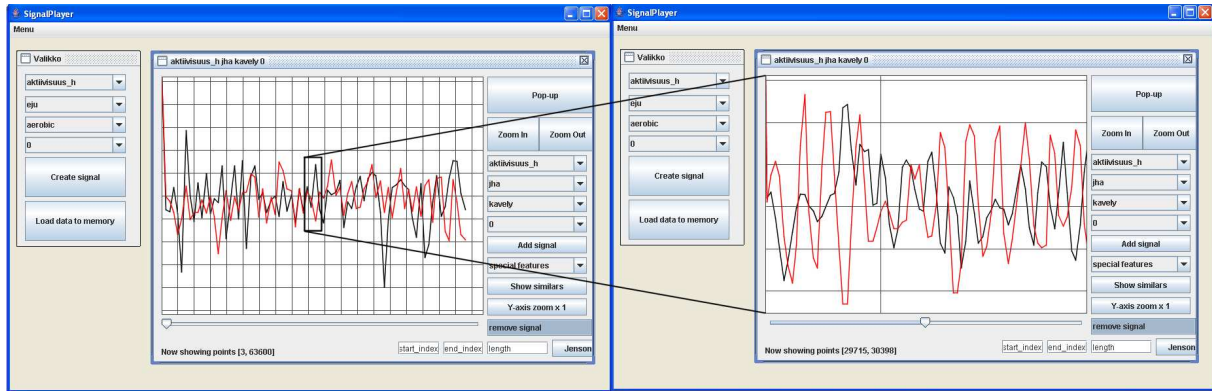 SignalPlayer
Menu
Valikko
aktiivisuus_h
eju
aerobic
0
Create signal
Load data to memory
aktiivisuus_h jha kavely 0
Pop-up
Zoom In Zoom Out
aktiivisuus_h
jha
kavely
0
Add signal
special features
Show similars
Y-axis zoom x 1
remove signal
Now showing points [3, 63600]
start_index end_index length Jenson
SignalPlayer
Menu
Valikko
aktiivisuus_h
eju
aerobic
0
Create signal
Load data to memory
aktiivisuus_h jha kavely 0
Pop-up
Zoom In Zoom Out
aktiivisuus_h
jha
kavely
0
Add signal
special features
Show similars
Y-axis zoom x 1
remove signal
Now showing points [29715, 30398]
start_index end_index length Jenson